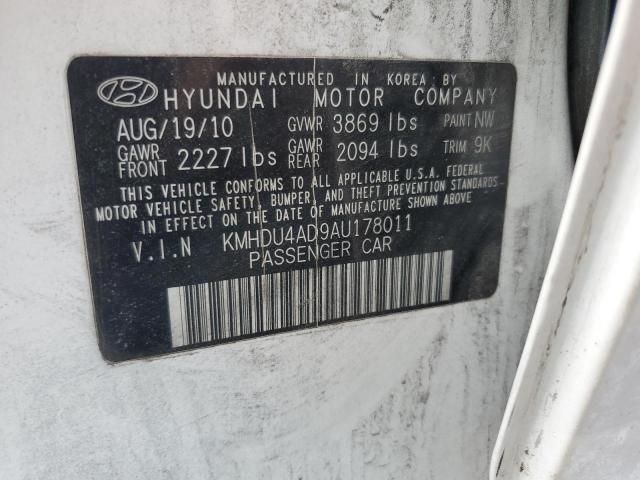 MANUFACTURED IN KOREA BY
HYUNDAI MOTOR COMPANY
AUG/19/10 GVWR 3869 lbs PAINT NW
GAWR FRONT 2227 lbs GAWR REAR 2094 lbs TRIM 9K
THIS VEHICLE CONFORMS TO ALL APPLICABLE U.S.A. FEDERAL
MOTOR VEHICLE SAFETY, BUMPER, AND THEFT PREVENTION STANDARDS
IN EFFECT ON THE DATE OF MANUFACTURE SHOWN ABOVE.
V.I.N KMHDU4AD9AU178011
PASSENGER CAR